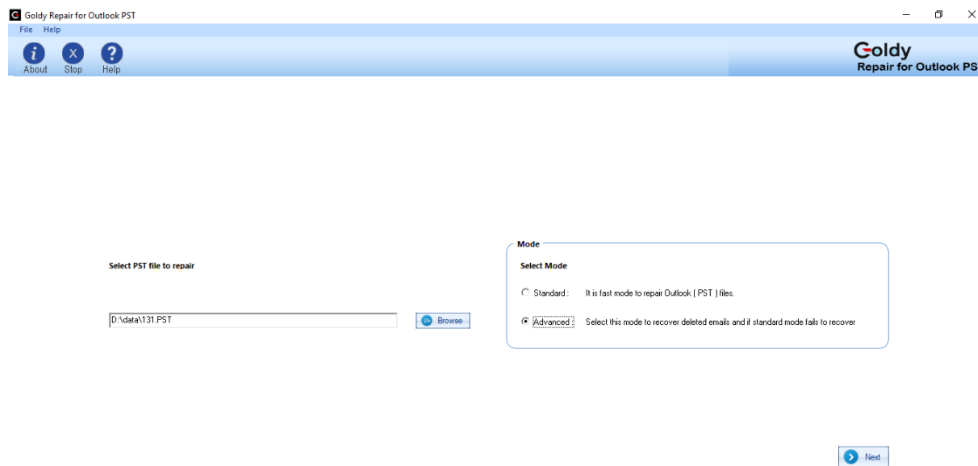 Goldy Repair for Outlook PST
File Help
Goldy
Repair for Outlook PS
About Stop Help
Mode
Select PST file to repair
Select Mode
Standard : It is fast mode to repair Outlook ( PST ) files.
D:\data\131.PST
Browse
Advanced : Select this mode to recover deleted emails and if standard mode fails to recover
Next